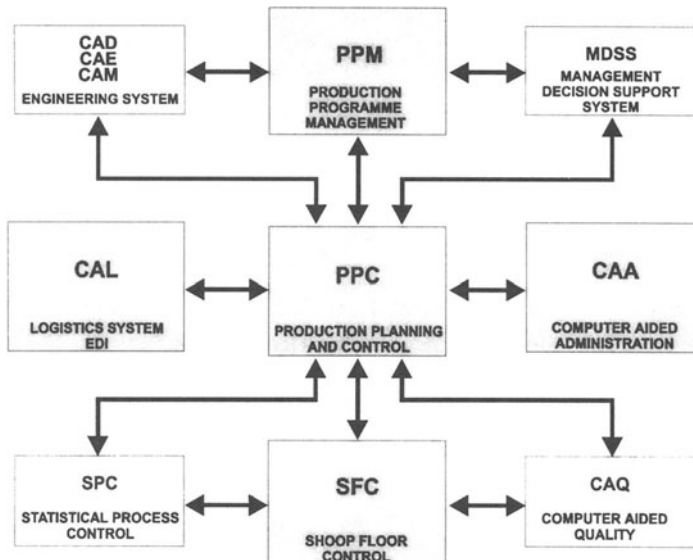 CAD
CAE
CAM
ENGINEERING SYSTEM
PPM
PRODUCTION
PROGRAMME
MANAGEMENT
MDSS
MANAGEMENT
DECISION SUPPORT
SYSTEM
CAL
LOGISTICS SYSTEM
EDI
PPC
PRODUCTION PLANNING
AND CONTROL
CAA
COMPUTER AIDED
ADMINISTRATION
SPC
STATISTICAL PROCESS
CONTROL
SFC
SHOOP FLOOR
CONTROL
CAQ
COMPUTER AIDED
QUALITY